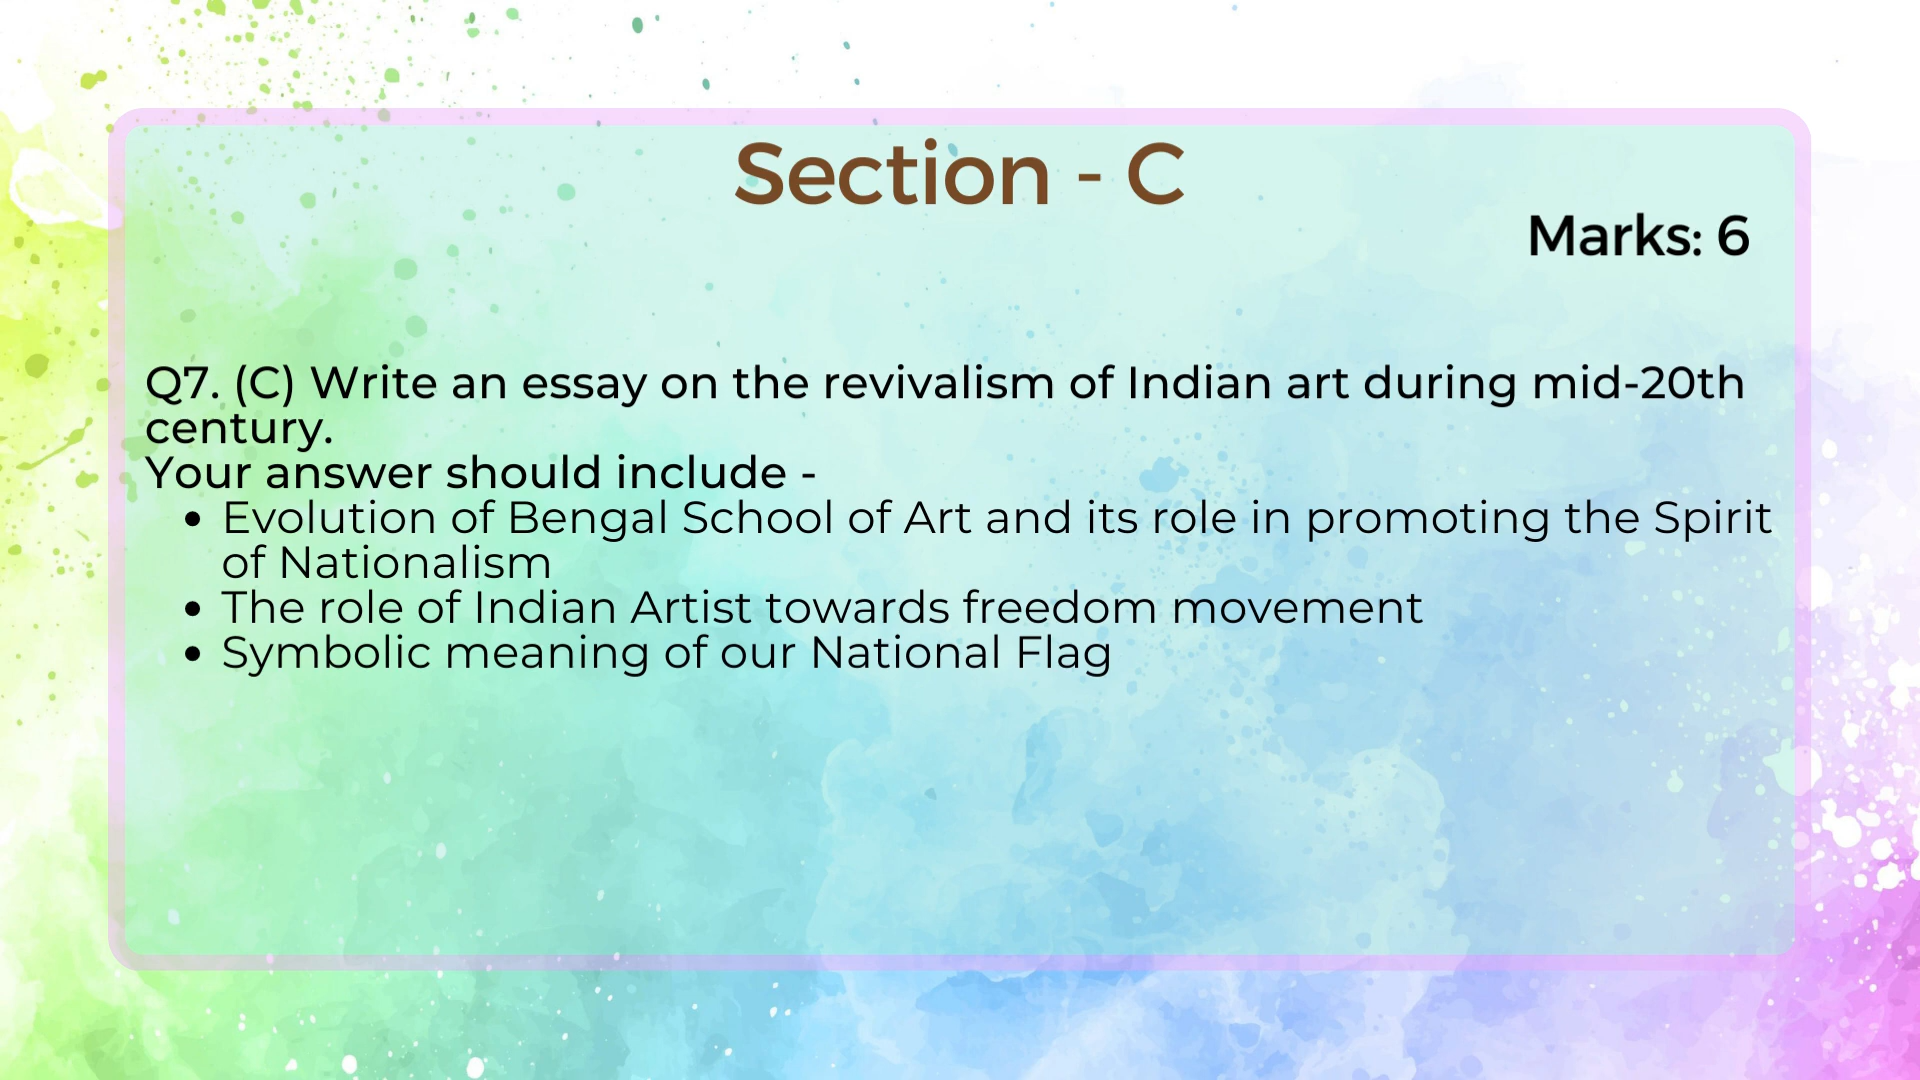 Section - C
Marks: 6
Q7. (C) Write an essay on the revivalism of Indian art during mid-20th
century.
Your answer should include -
• Evolution of Bengal School of Art and its role in promoting the Spirit
of Nationalism
• The role of Indian Artist towards freedom movement
• Symbolic meaning of our National Flag